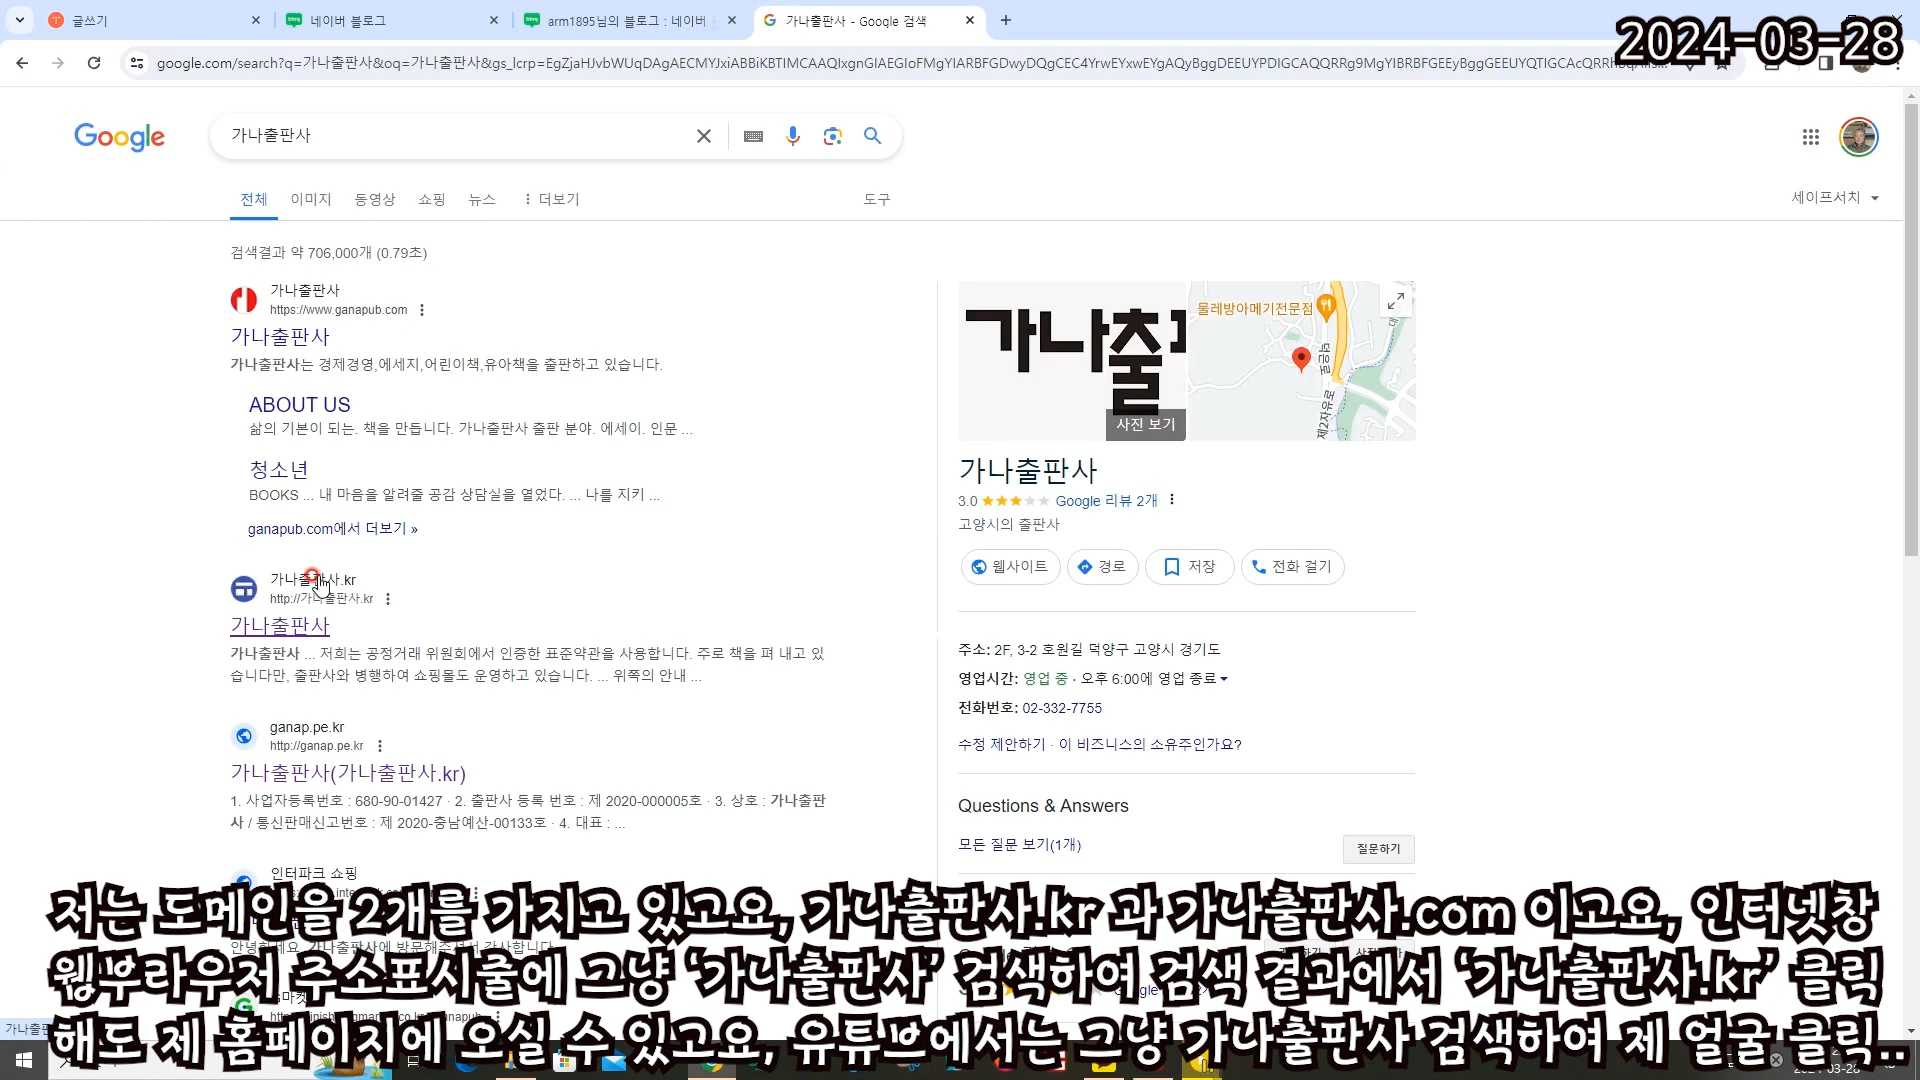 글쓰기
네이버 블로그
arm1895님의 블로그 : 네이버
가나출판사 - Google 검색
2024-03-28
Google
가나출판사
전체 이미지 동영상 쇼핑 뉴스 더보기 도구 세이프서치
검색결과 약 706,000개 (0.79초)
가나출판사
https://www.ganapub.com
가나출판사
가나출판사는 경제경영,에세지,어린이책,유아책을 출판하고 있습니다.
ABOUT US
삶의 기본이 되는. 책을 만듭니다. 가나출판사 출판 분야. 에세이. 인문 ...
청소년
BOOKS ... 내 마음을 알려줄 공감 상담실을 열었다. ... 나를 지키 ...
ganapub.com에서 더보기 »
가나출판사.kr
http://가나출판사.kr
가나출판사
가나출판사 ... 저희는 공정거래 위원회에서 인증한 표준약관을 사용합니다. 주로 책을 펴 내고 있
습니다만, 출판사와 병행하여 쇼핑몰도 운영하고 있습니다. ... 위쪽의 안내 ...
ganap.pe.kr
http://ganap.pe.kr
가나출판사(가나출판사.kr)
1. 사업자등록번호 : 680-90-01427 · 2. 출판사 등록 번호 : 제 2020-000005호 · 3. 상호 : 가나출판
사 / 통신판매신고번호 : 제 2020-충남예산-00133호 · 4. 대표 : ...
인터파크 쇼핑
물레방아메기전문점
제2자유로
사진 보기
가나출판사
3.0 Google 리뷰 2개
고양시의 출판사
웹사이트 경로 저장 전화 걸기
주소: 2F, 3-2 호원길 덕양구 고양시 경기도
영업시간: 영업 중 · 오후 6:00에 영업 종료
전화번호: 02-332-7755
수정 제안하기 · 이 비즈니스의 소유주인가요?
Questions & Answers
모든 질문 보기(1개)
질문하기
저는 도메인을 2개를 가지고 있고요, 가나출판사.kr 과 가나출판사.com 이고요, 인터넷창
웹부라우저 주소표시줄에 그냥 ‘가나출판사’ 검색하여 검색 결과에서 ‘가나출판사.kr’ 클릭
해도 제 홈페이지에 오실 수 있고요, 유튜브에서는 그냥 가나출판사 검색하여 제 얼굴 클릭..